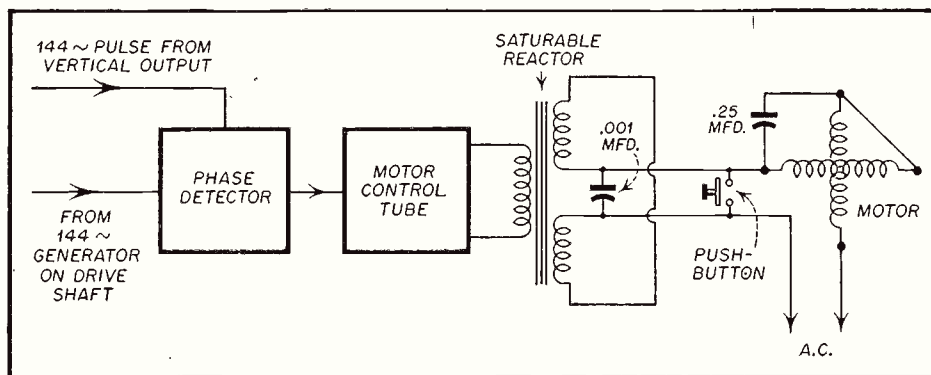 144~ PULSE FROM
VERTICAL OUTPUT
FROM
144~
GENERATOR
ON DRIVE
SHAFT
PHASE
DETECTOR
MOTOR
CONTROL
TUBE
SATURABLE
REACTOR
.001
MFD.
.25
MFD.
PUSH-
BUTTON
MOTOR
A.C.